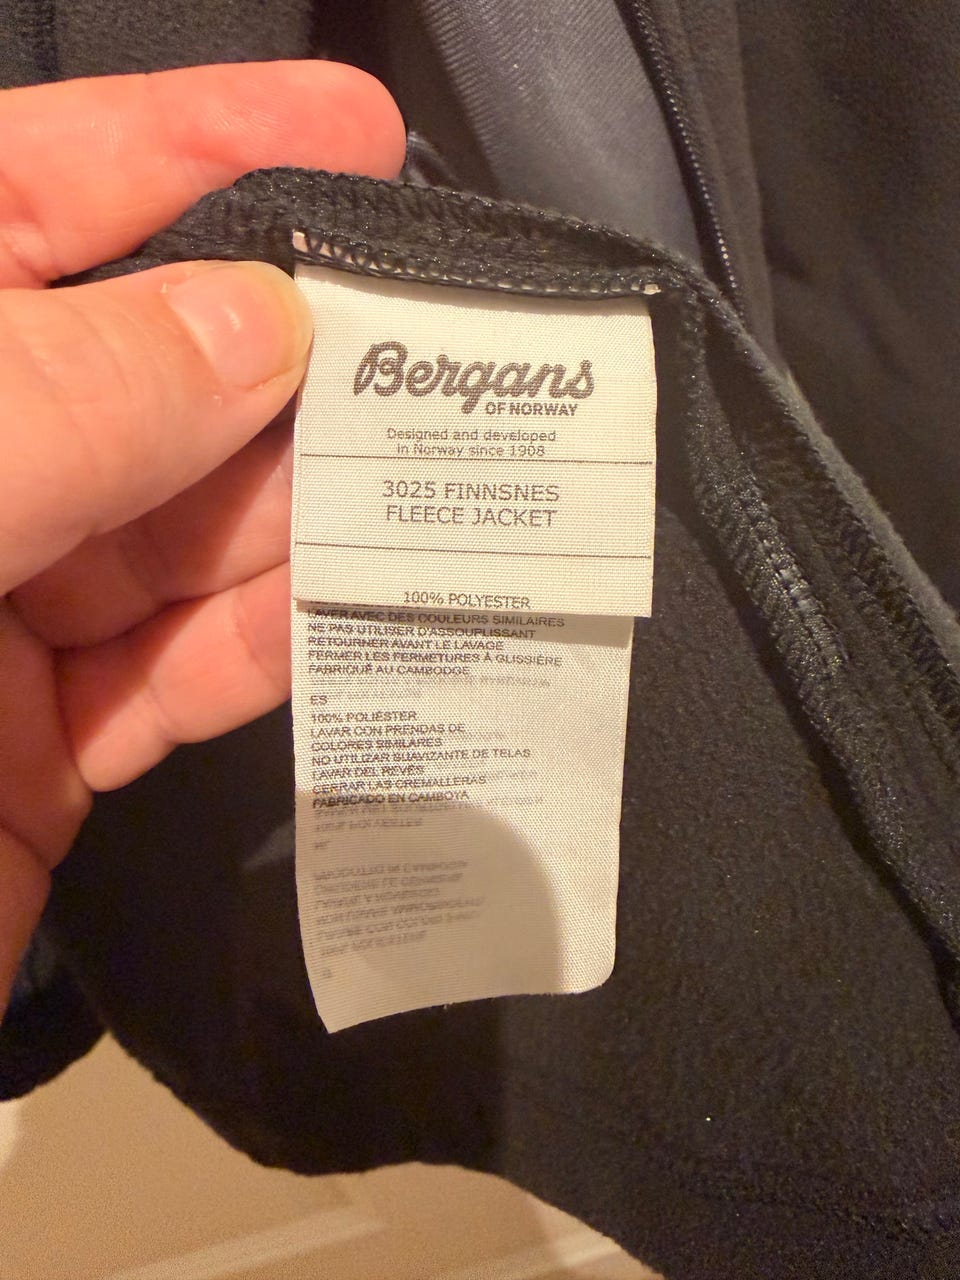 Bergans
OF NORWAY
Designed and developed
in Norway since 1908
3025 FINNSNES
FLEECE JACKET
100% POLYESTER
LAVER AVEC DES COULEURS SIMILAIRES
NE PAS UTILISER D'ASSOUPLISSANT
RETOURNER AVANT LE LAVAGE
FERMER LES FERMETURES À GLISSIÈRE
FABRIQUÉ AU CAMBODGE
ES
100% POLIÉSTER
LAVAR CON PRENDAS DE
COLORES SIMILARES
NO UTILIZAR SUAVIZANTE DE TELAS
LAVAR DEL REVÉS
CERRAR LAS CREMALLERAS
FABRICADO EN CAMBOYA